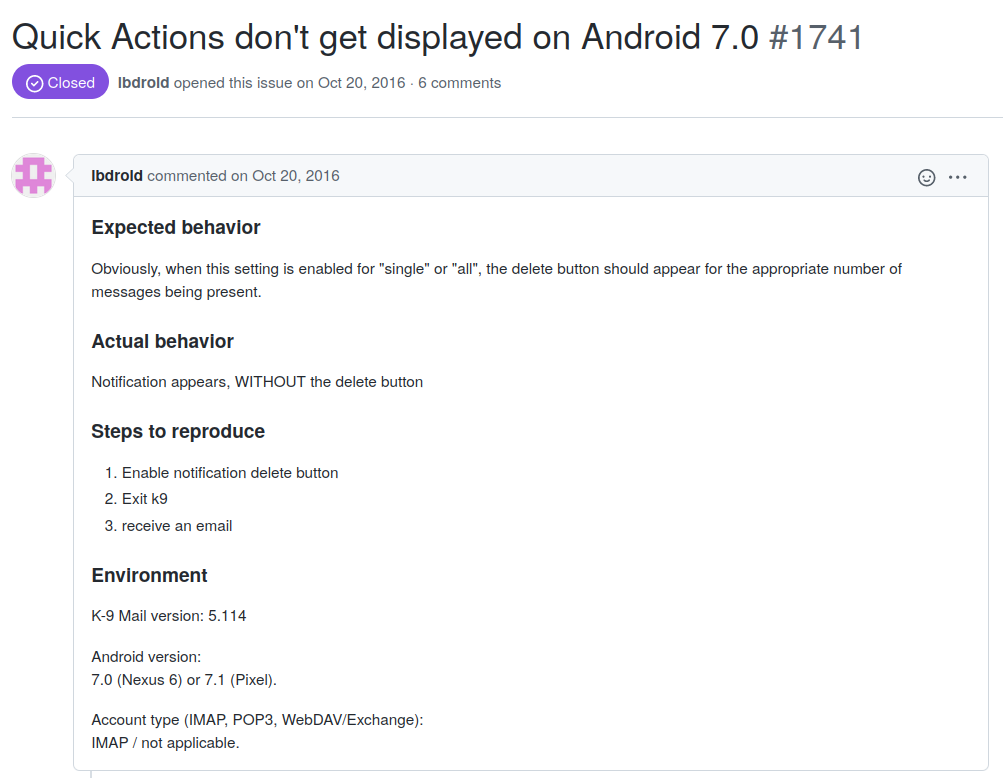 Quick Actions don't get displayed on Android 7.0 #1741
Closed lbdroid opened this issue on Oct 20, 2016 · 6 comments
lbdroid commented on Oct 20, 2016
Expected behavior
Obviously, when this setting is enabled for "single" or "all", the delete button should appear for the appropriate number of
messages being present.
Actual behavior
Notification appears, WITHOUT the delete button
Steps to reproduce
1. Enable notification delete button
2. Exit k9
3. receive an email
Environment
K-9 Mail version: 5.114
Android version:
7.0 (Nexus 6) or 7.1 (Pixel).
Account type (IMAP, POP3, WebDAV/Exchange):
IMAP / not applicable.